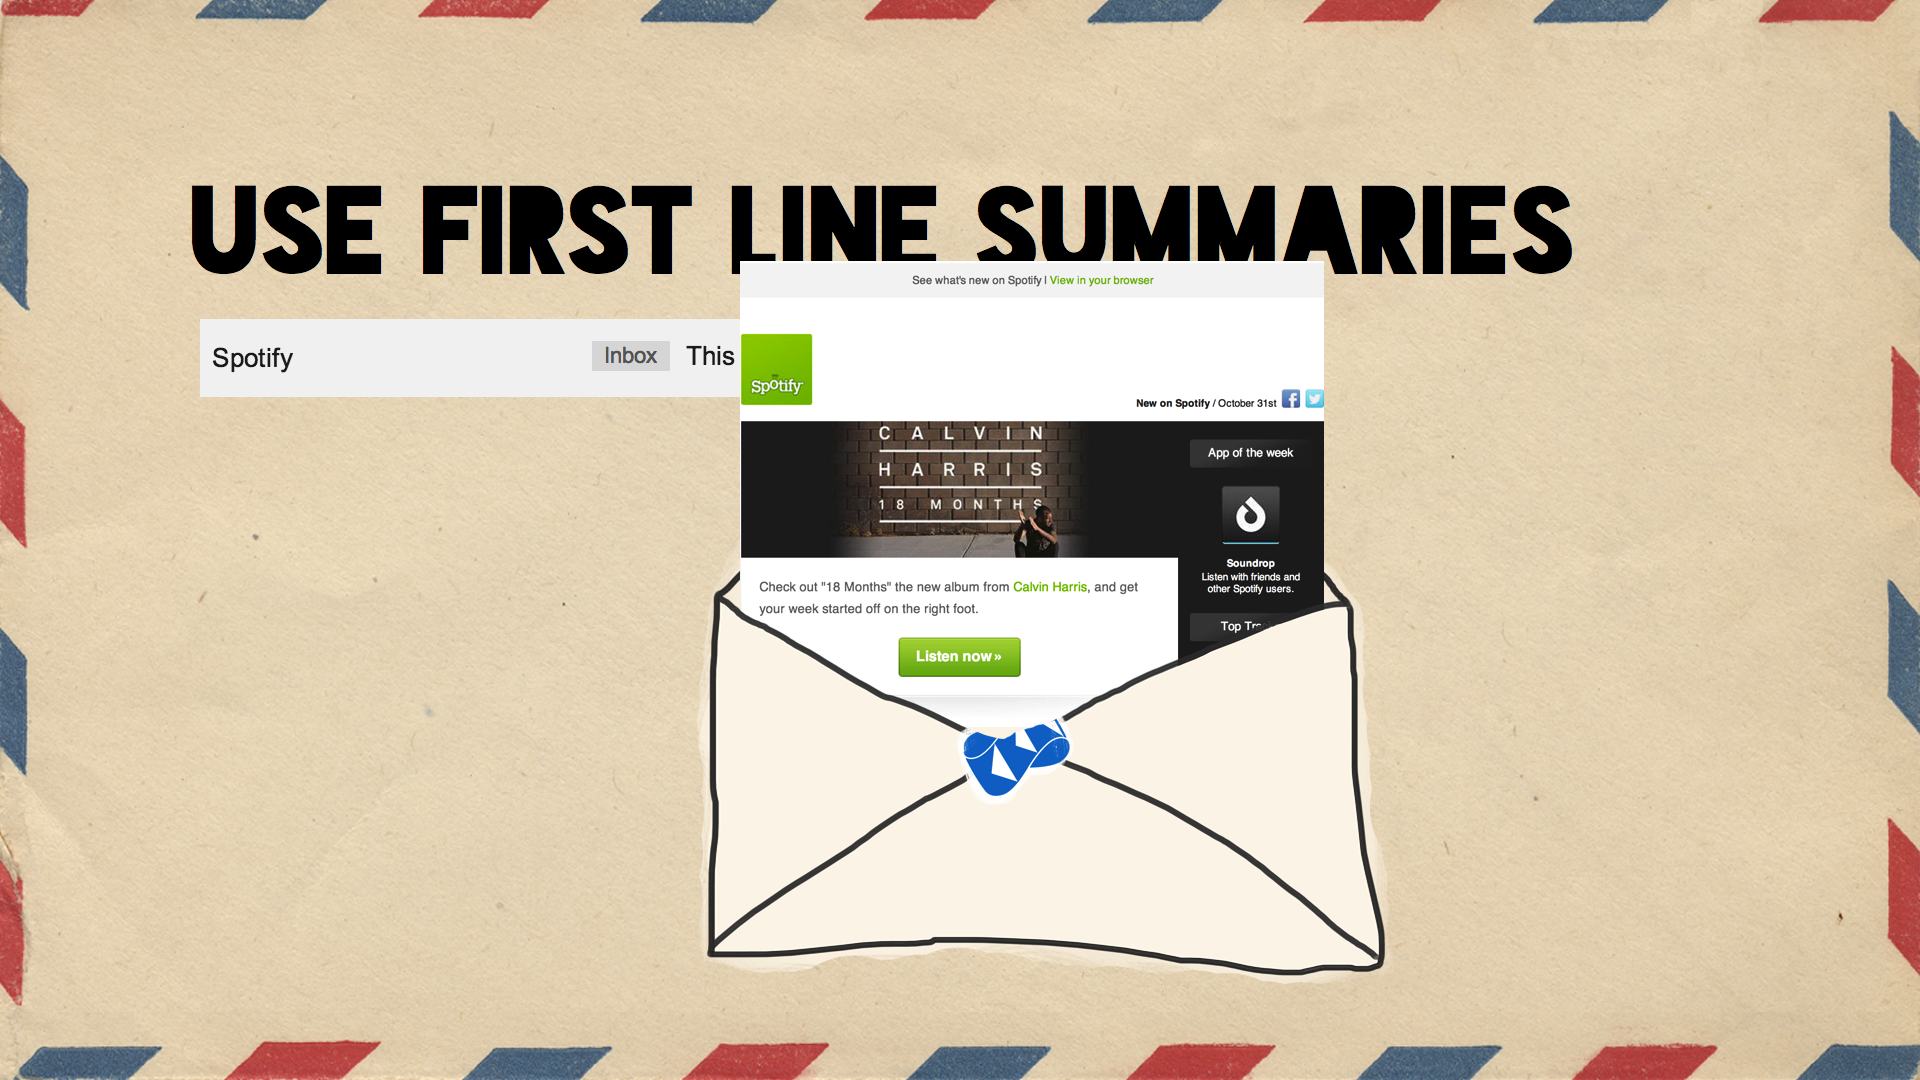 USE FIRST LINE SUMMARIES
See what's new on Spotify | View in your browser
Spotify Inbox This
Spotify
New on Spotify / October 31st
CALVIN
HARRIS
18 MONTHS
App of the week
Soundrop
Listen with friends and
other Spotify users.
Check out "18 Months" the new album from Calvin Harris, and get
your week started off on the right foot.
Top
Listen now »